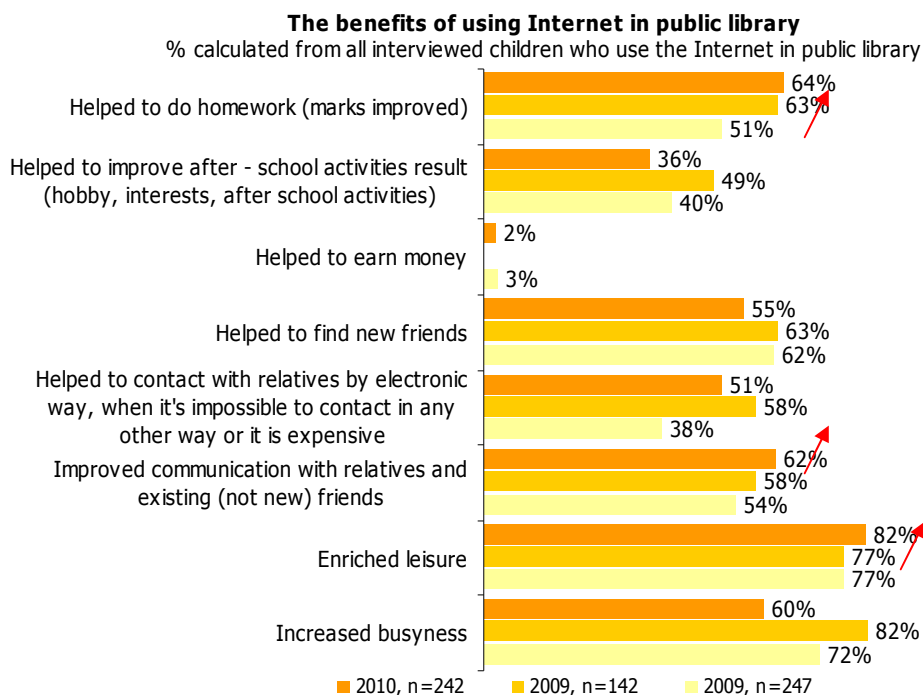 The benefits of using Internet in public library
% calculated from all interviewed children who use the Internet in public library
Helped to do homework (marks improved)
64%
63%
51%
Helped to improve after - school activities result
(hobby, interests, after school activities)
36%
49%
40%
Helped to earn money
2%
3%
Helped to find new friends
55%
63%
62%
Helped to contact with relatives by electronic
way, when it's impossible to contact in any
other way or it is expensive
51%
58%
38%
Improved communication with relatives and
existing (not new) friends
62%
58%
54%
Enriched leisure
82%
77%
77%
Increased busyness
60%
82%
72%
2010, n=242 2009, n=142 2009, n=247